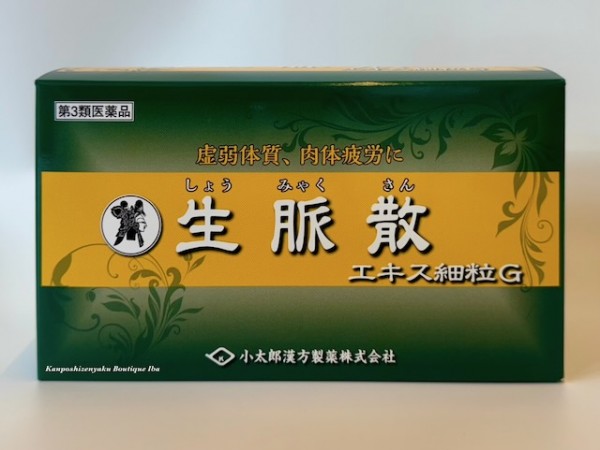 第3類医薬品
虚弱体質、肉体疲労に
しょう みゃく さん
生脈散
エキス細粒G
小太郎漢方製薬株式会社
Kanposhizenyaku Boutique Iba